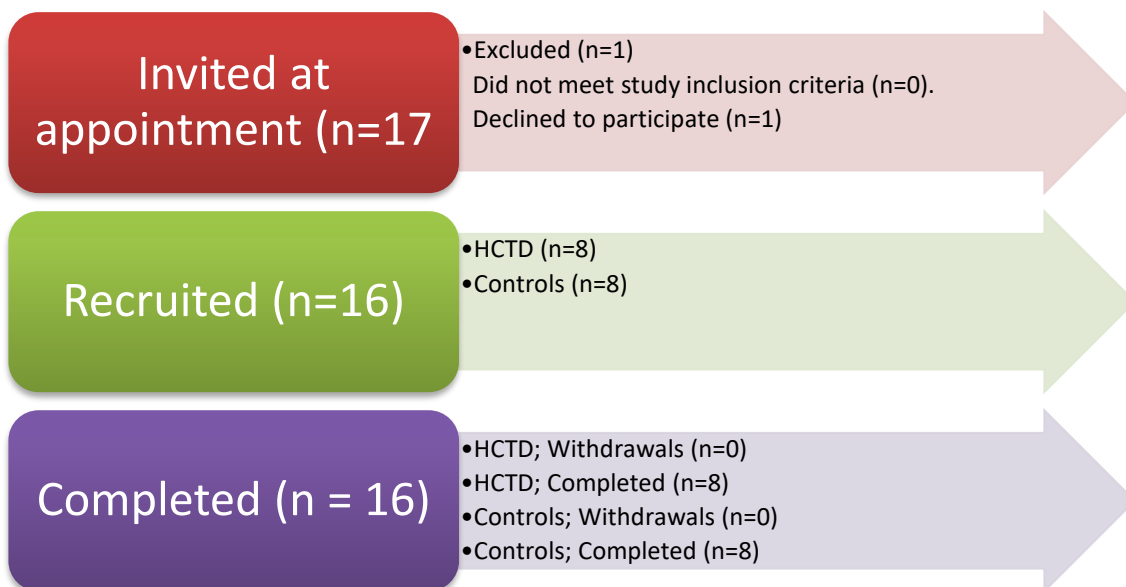 Invited at
appointment (n=17
•Excluded (n=1)
Did not meet study inclusion criteria (n=0).
Declined to participate (n=1)
Recruited (n=16)
•HCTD (n=8)
•Controls (n=8)
Completed (n = 16)
•HCTD; Withdrawals (n=0)
•HCTD; Completed (n=8)
•Controls; Withdrawals (n=0)
•Controls; Completed (n=8)